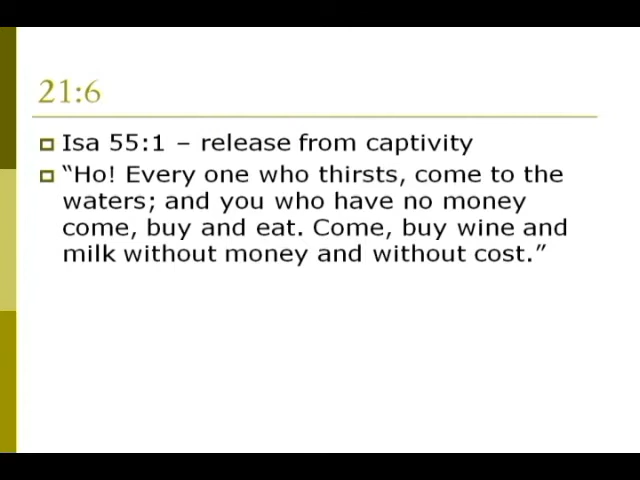 21:6
Isa 55:1 – release from captivity
“Ho! Every one who thirsts, come to the
waters; and you who have no money
come, buy and eat. Come, buy wine and
milk without money and without cost.”